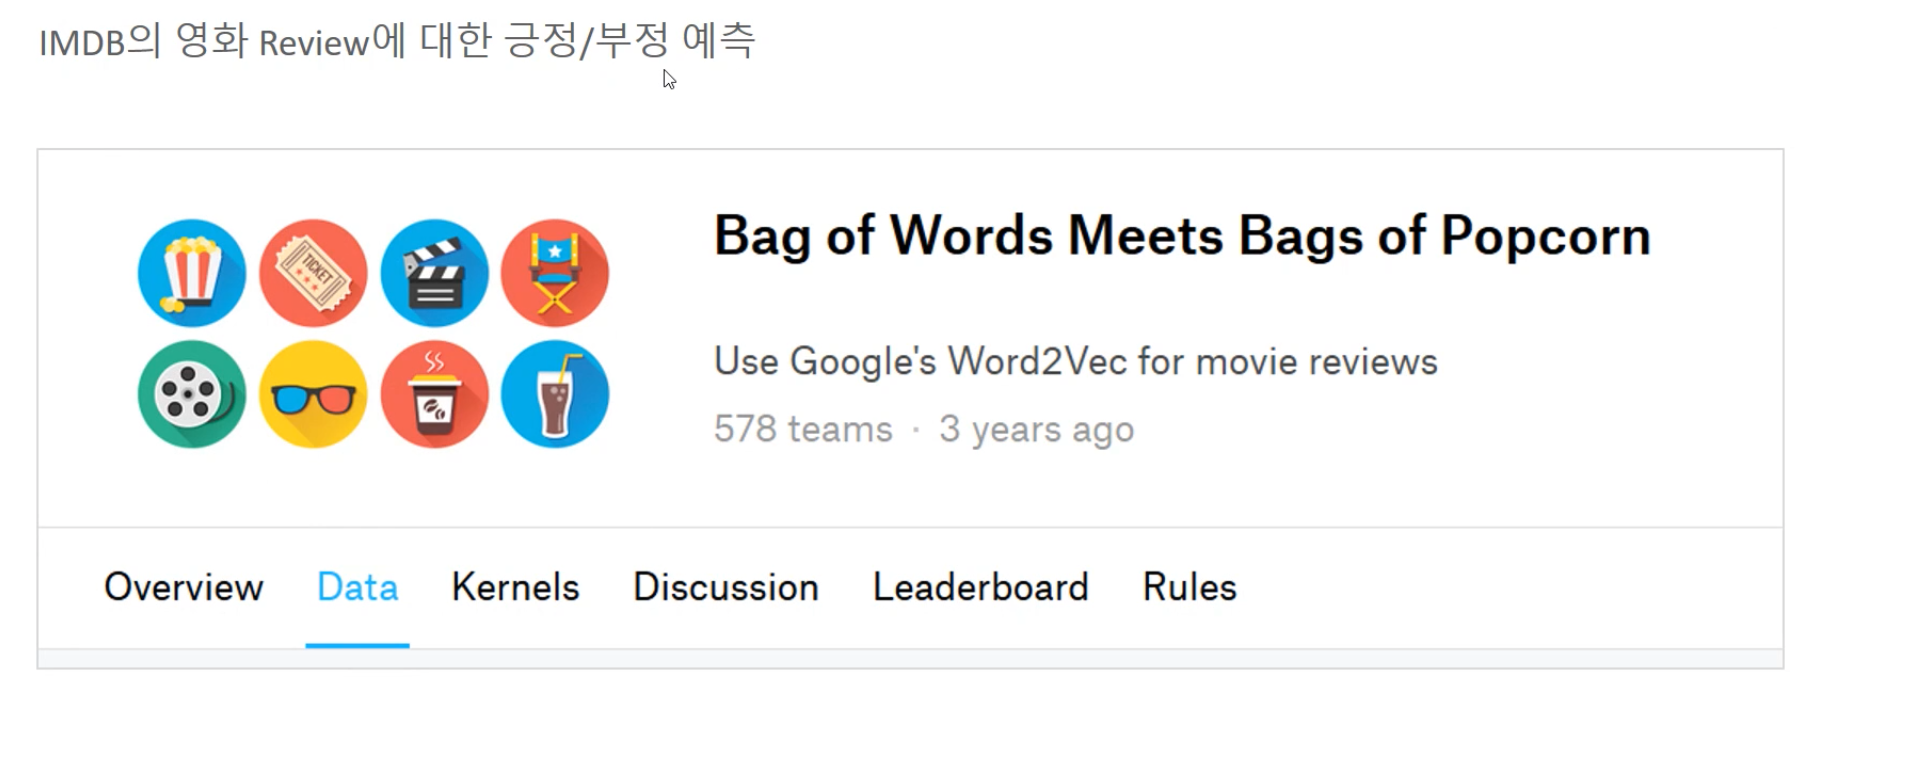 IMDB의 영화 Review에 대한 긍정/부정 예측
Bag of Words Meets Bags of Popcorn
TICKET
Use Google's Word2Vec for movie reviews
578 teams · 3 years ago
Overview Data Kernels Discussion Leaderboard Rules